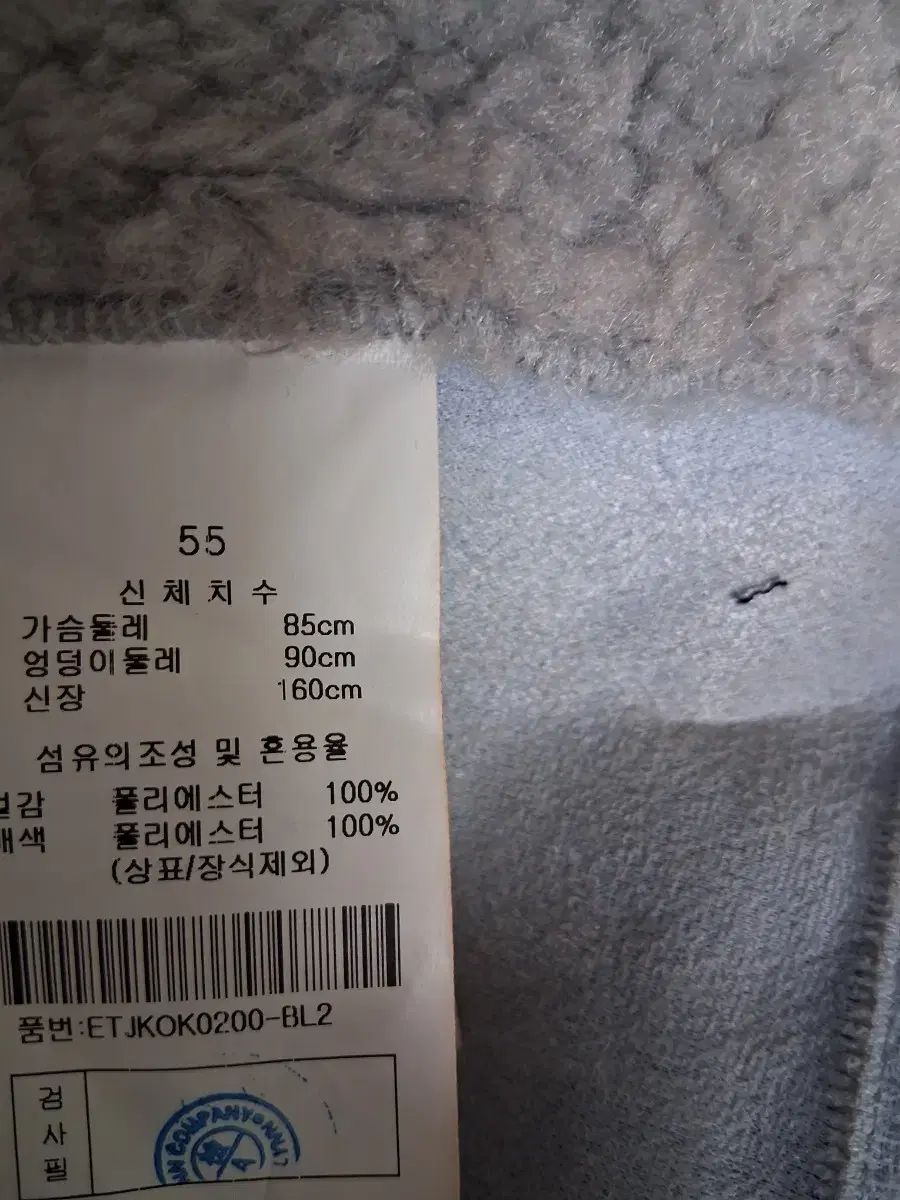 55
신체치수
가슴둘레 85cm
엉덩이둘레 90cm
신장 160cm
섬유의조성 및 혼용율
겉감 폴리에스터 100%
배색 폴리에스터 100%
(상표/장식제외)
품번:ETJKOK0200-BL2
검
사
필
COMPANY